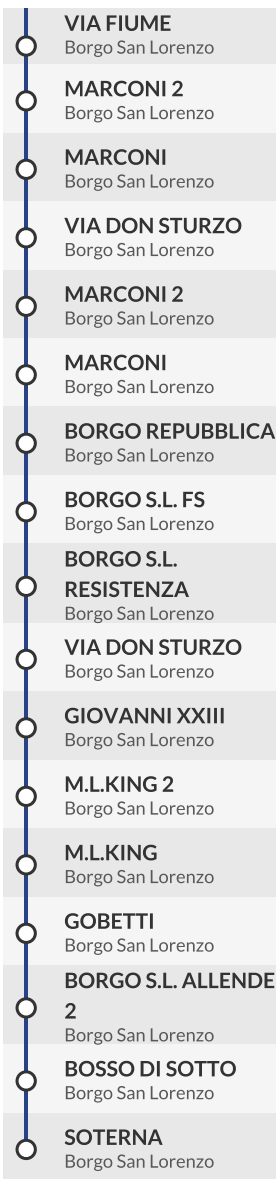 VIA FIUME
Borgo San Lorenzo
MARCONI 2
Borgo San Lorenzo
MARCONI
Borgo San Lorenzo
VIA DON STURZO
Borgo San Lorenzo
MARCONI 2
Borgo San Lorenzo
MARCONI
Borgo San Lorenzo
BORGO REPUBBLICA
Borgo San Lorenzo
BORGO S.L. FS
Borgo San Lorenzo
BORGO S.L.
RESISTENZA
Borgo San Lorenzo
VIA DON STURZO
Borgo San Lorenzo
GIOVANNI XXIII
Borgo San Lorenzo
M.L.KING 2
Borgo San Lorenzo
M.L.KING
Borgo San Lorenzo
GOBETTI
Borgo San Lorenzo
BORGO S.L. ALLENDE
2
Borgo San Lorenzo
BOSSO DI SOTTO
Borgo San Lorenzo
SOTERNA
Borgo San Lorenzo